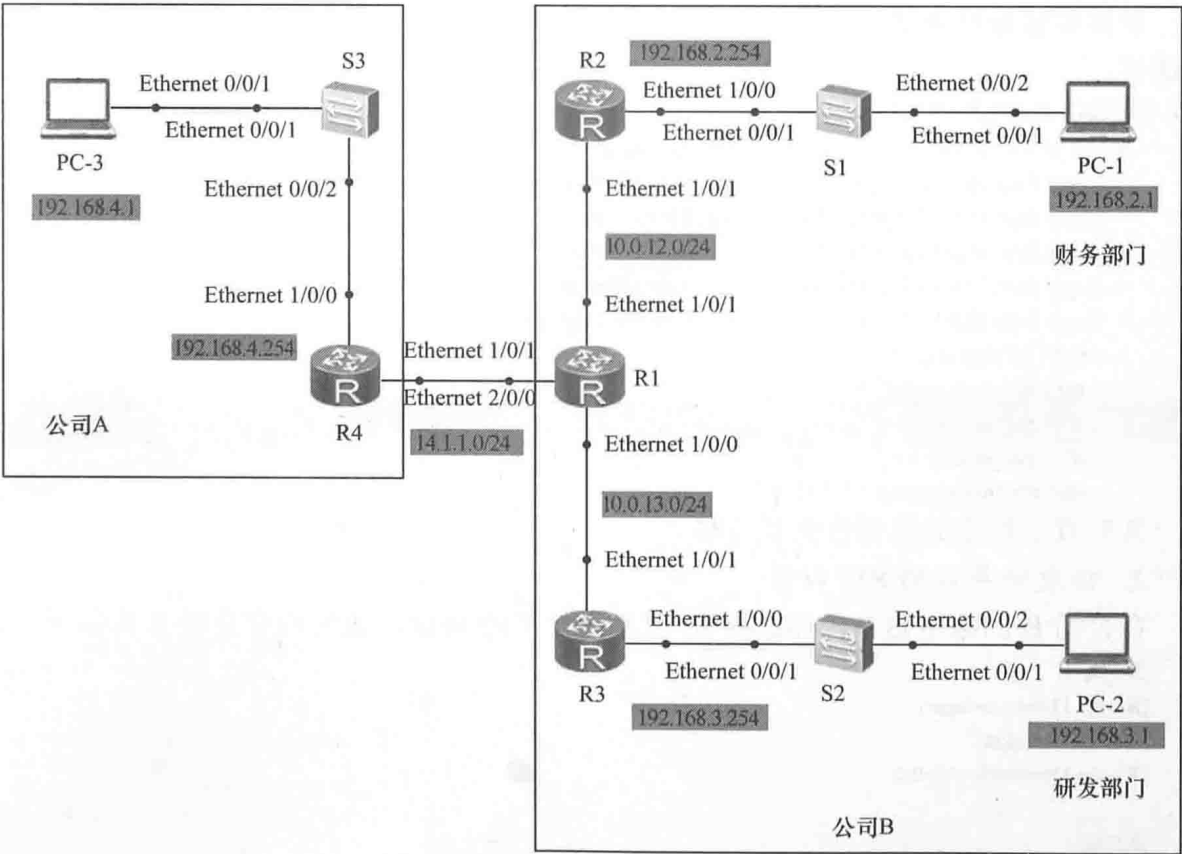 S3
Ethernet 0/0/1
Ethernet 0/0/1
PC-3
192.168.4.1
Ethernet 0/0/2
Ethernet 1/0/0
192.168.4.254
R
R4
公司A
Ethernet 1/0/1
Ethernet 2/0/0
14.1.1.0/24
R2
192.168.2.254
R
Ethernet 1/0/0
Ethernet 0/0/1
S1
Ethernet 0/0/2
Ethernet 0/0/1
PC-1
192.168.2.1
财务部门
Ethernet 1/0/1
10.0.12.0/24
Ethernet 1/0/1
R
R1
Ethernet 1/0/0
10.0.13.0/24
Ethernet 1/0/1
R
R3
Ethernet 1/0/0
Ethernet 0/0/1
192.168.3.254
S2
Ethernet 0/0/2
Ethernet 0/0/1
PC-2
192.168.3.1
研发部门
公司B